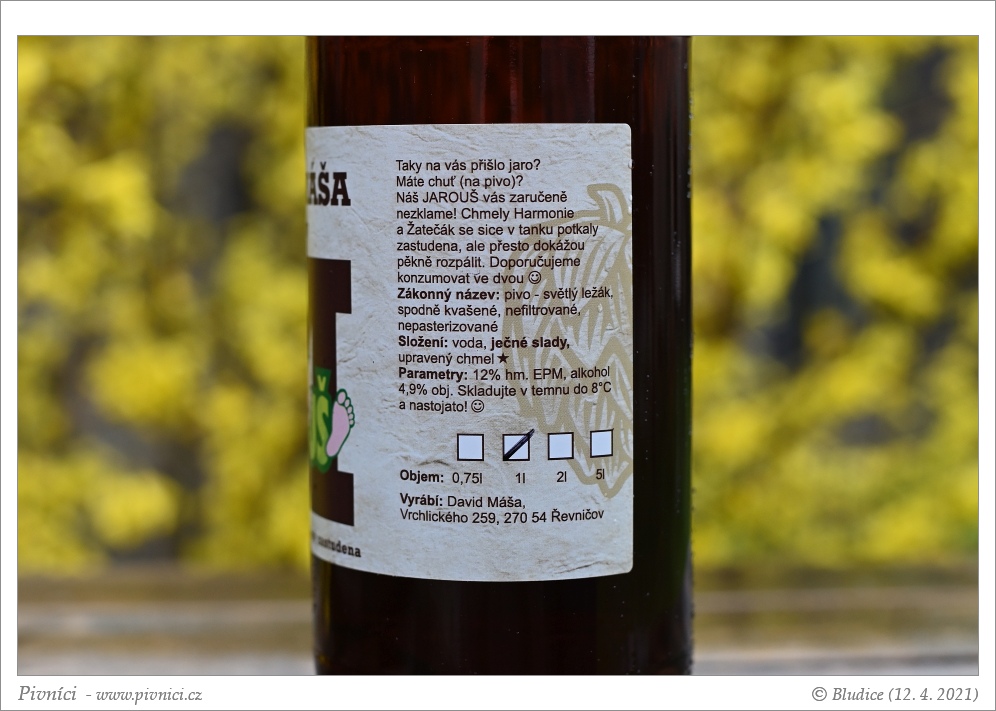 ÁŠA
Taky na vás přišlo jaro?
Máte chuť (na pivo)?
Náš JAROUŠ vás zaručeně
nezklame! Chmely Harmonie
a Žatečák se sice v tanku potkaly
zastudena, ale přesto dokážou
pěkně rozpálit. Doporučujeme
konzumovat ve dvou ☺
Zákonný název: pivo - světlý ležák,
spodně kvašené, nefiltrované,
nepasterizované
Složení: voda, ječné slady,
upravený chmel ★
Parametry: 12% hm. EPM, alkohol
4,9% obj. Skladujte v temnu do 8°C
a nastojato! ☺
Objem: 0,75l 1l 2l 5l
Vyrábí: David Máša,
Vrchlického 259, 270 54 Řevničov
Š
zastudena
Pivníci - www.pivnici.cz
© Bludice (12. 4. 2021)